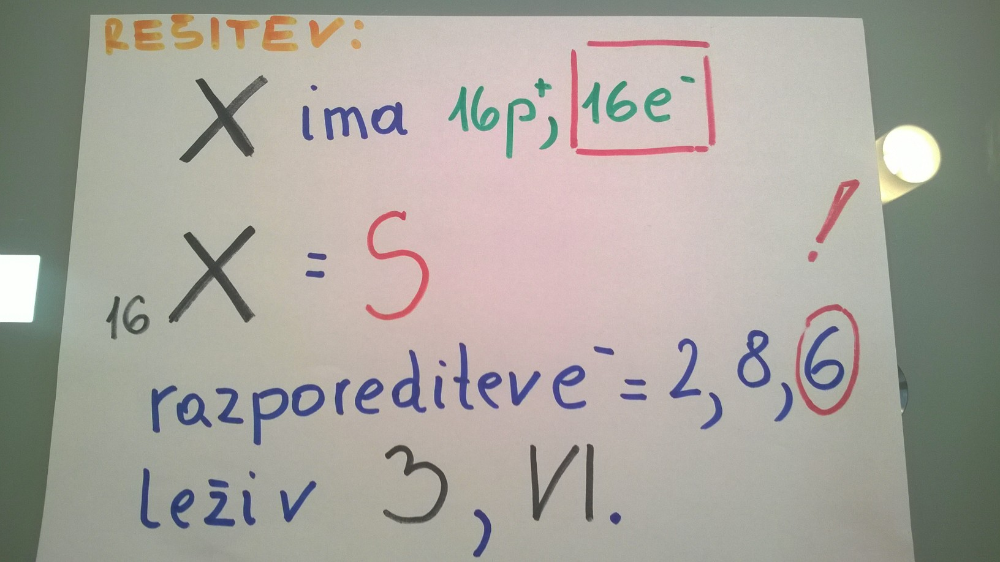 REŠITEV:
X ima 16p⁺, 16e⁻
₁₆X = S !
razporeditev e⁻ = 2, 8, 6
leži v 3, VI.